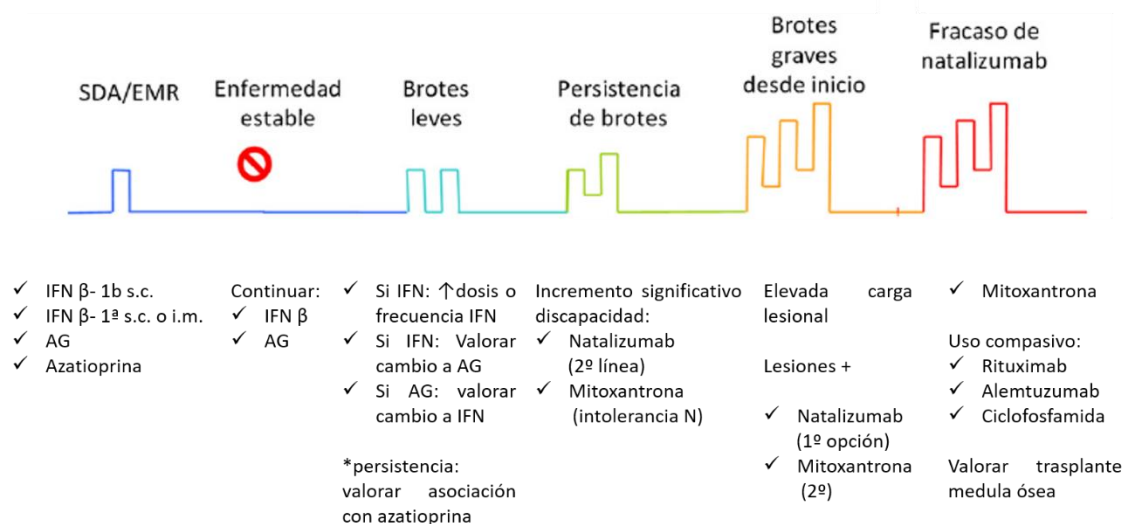 SDA/EMR
Enfermedad
estable
Brotes
leves
Persistencia
de brotes
Brotes
graves
desde inicio
Fracaso de
natalizumab
✓ IFN β- 1b s.c.
✓ IFN β- 1ª s.c. o i.m.
✓ AG
✓ Azatioprina
Continuar:
✓ IFN β
✓ AG
✓ Si IFN: ↑dosis o
frecuencia IFN
✓ Si IFN: Valorar
cambio a AG
✓ Si AG: valorar
cambio a IFN
*persistencia:
valorar asociación
con azatioprina
Incremento significativo
discapacidad:
✓ Natalizumab
(2º línea)
✓ Mitoxantrona
(intolerancia N)
Elevada carga
lesional
Lesiones +
✓ Natalizumab
(1º opción)
✓ Mitoxantrona
(2º)
✓ Mitoxantrona
Uso compasivo:
✓ Rituximab
✓ Alemtuzumab
✓ Ciclofosfamida
Valorar trasplante
medula ósea